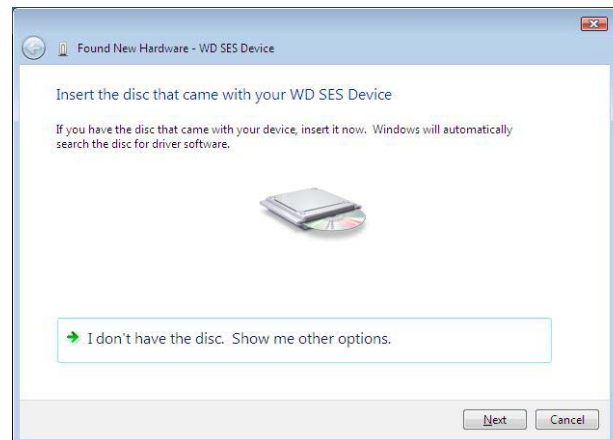 Found New Hardware - WD SES Device
Insert the disc that came with your WD SES Device
If you have the disc that came with your device, insert it now.  Windows will automatically
search the disc for driver software.
I don't have the disc.  Show me other options.
Next
Cancel